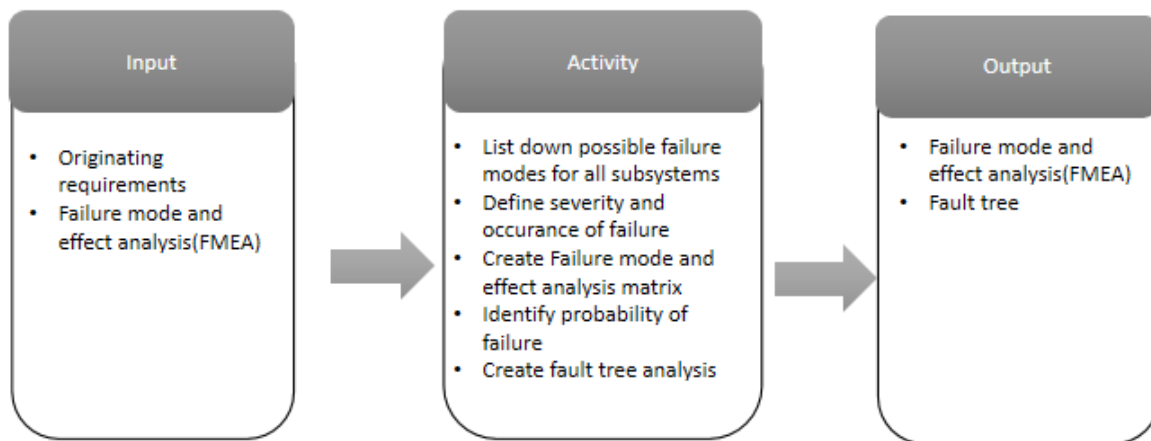 Input
• Originating
requirements
• Failure mode and
effect analysis(FMEA)
Activity
• List down possible failure
modes for all subsystems
• Define severity and
occurance of failure
• Create Failure mode and
effect analysis matrix
• Identify probability of
failure
• Create fault tree analysis
Output
• Failure mode and
effect analysis(FMEA)
• Fault tree